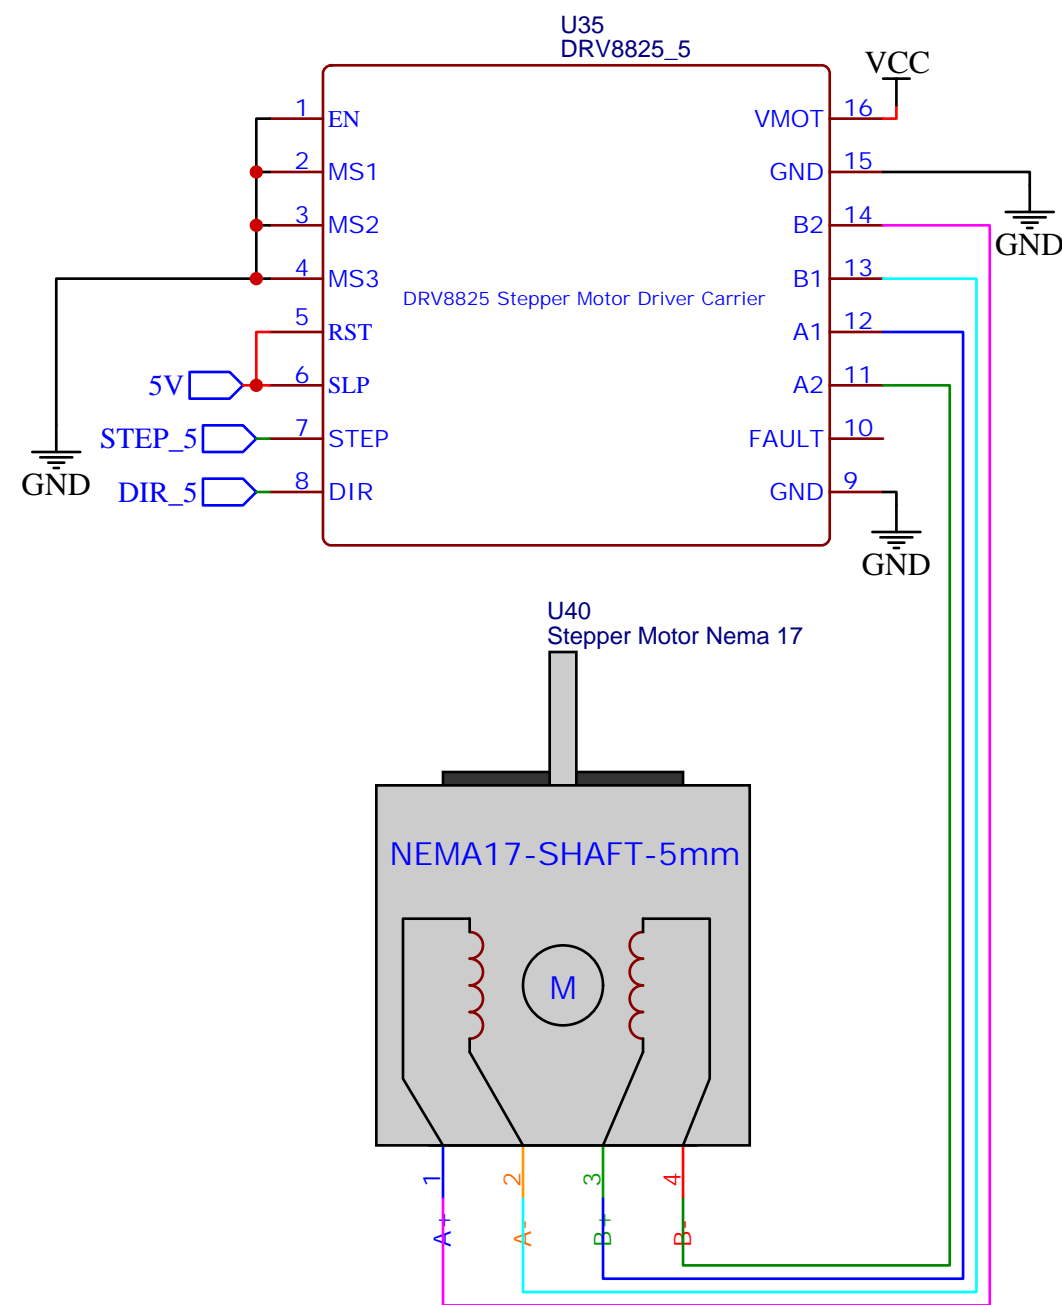 U35
DRV8825_5
VCC
1 EN VMOT 16
2 MS1 GND 15
3 MS2 B2 14
GND
4 MS3 B1 13
DRV8825 Stepper Motor Driver Carrier
5 RST A1 12
5V 6 SLP A2 11
STEP_5 7 STEP FAULT 10
GND
DIR_5 8 DIR GND 9
GND
U40
Stepper Motor Nema 17
NEMA17-SHAFT-5mm
M
1 2 3 4
A+ A- B+ B-